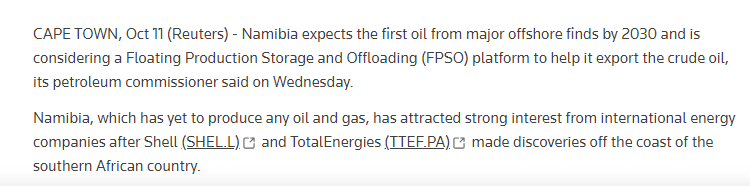 CAPE TOWN, Oct 11 (Reuters) - Namibia expects the first oil from major offshore finds by 2030 and is
considering a Floating Production Storage and Offloading (FPSO) platform to help it export the crude oil,
its petroleum commissioner said on Wednesday.
Namibia, which has yet to produce any oil and gas, has attracted strong interest from international energy
companies after Shell (SHEL.L) and TotalEnergies (TTEF.PA) made discoveries off the coast of the
southern African country.